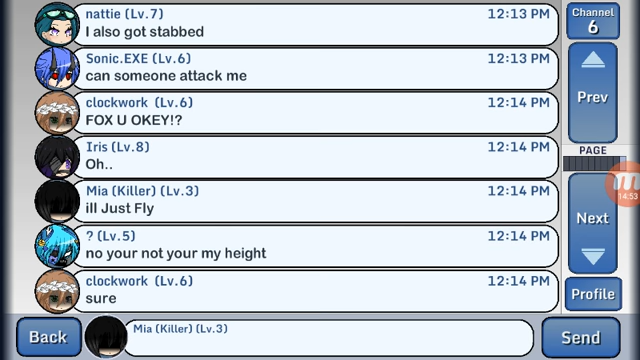 nattie (Lv.7) 12:13 PM
I also got stabbed
Sonic.EXE (Lv.6) 12:13 PM
can someone attack me
clockwork (Lv.6) 12:14 PM
FOX U OKEY!?
Iris (Lv.8) 12:14 PM
Oh..
Mia (Killer) (Lv.3) 12:14 PM
ill Just Fly
? (Lv.5) 12:14 PM
no your not your my height
clockwork (Lv.6) 12:14 PM
sure
Channel
6
Prev
PAGE
14:53
Next
Profile
Back
Mia (Killer) (Lv.3)
Send